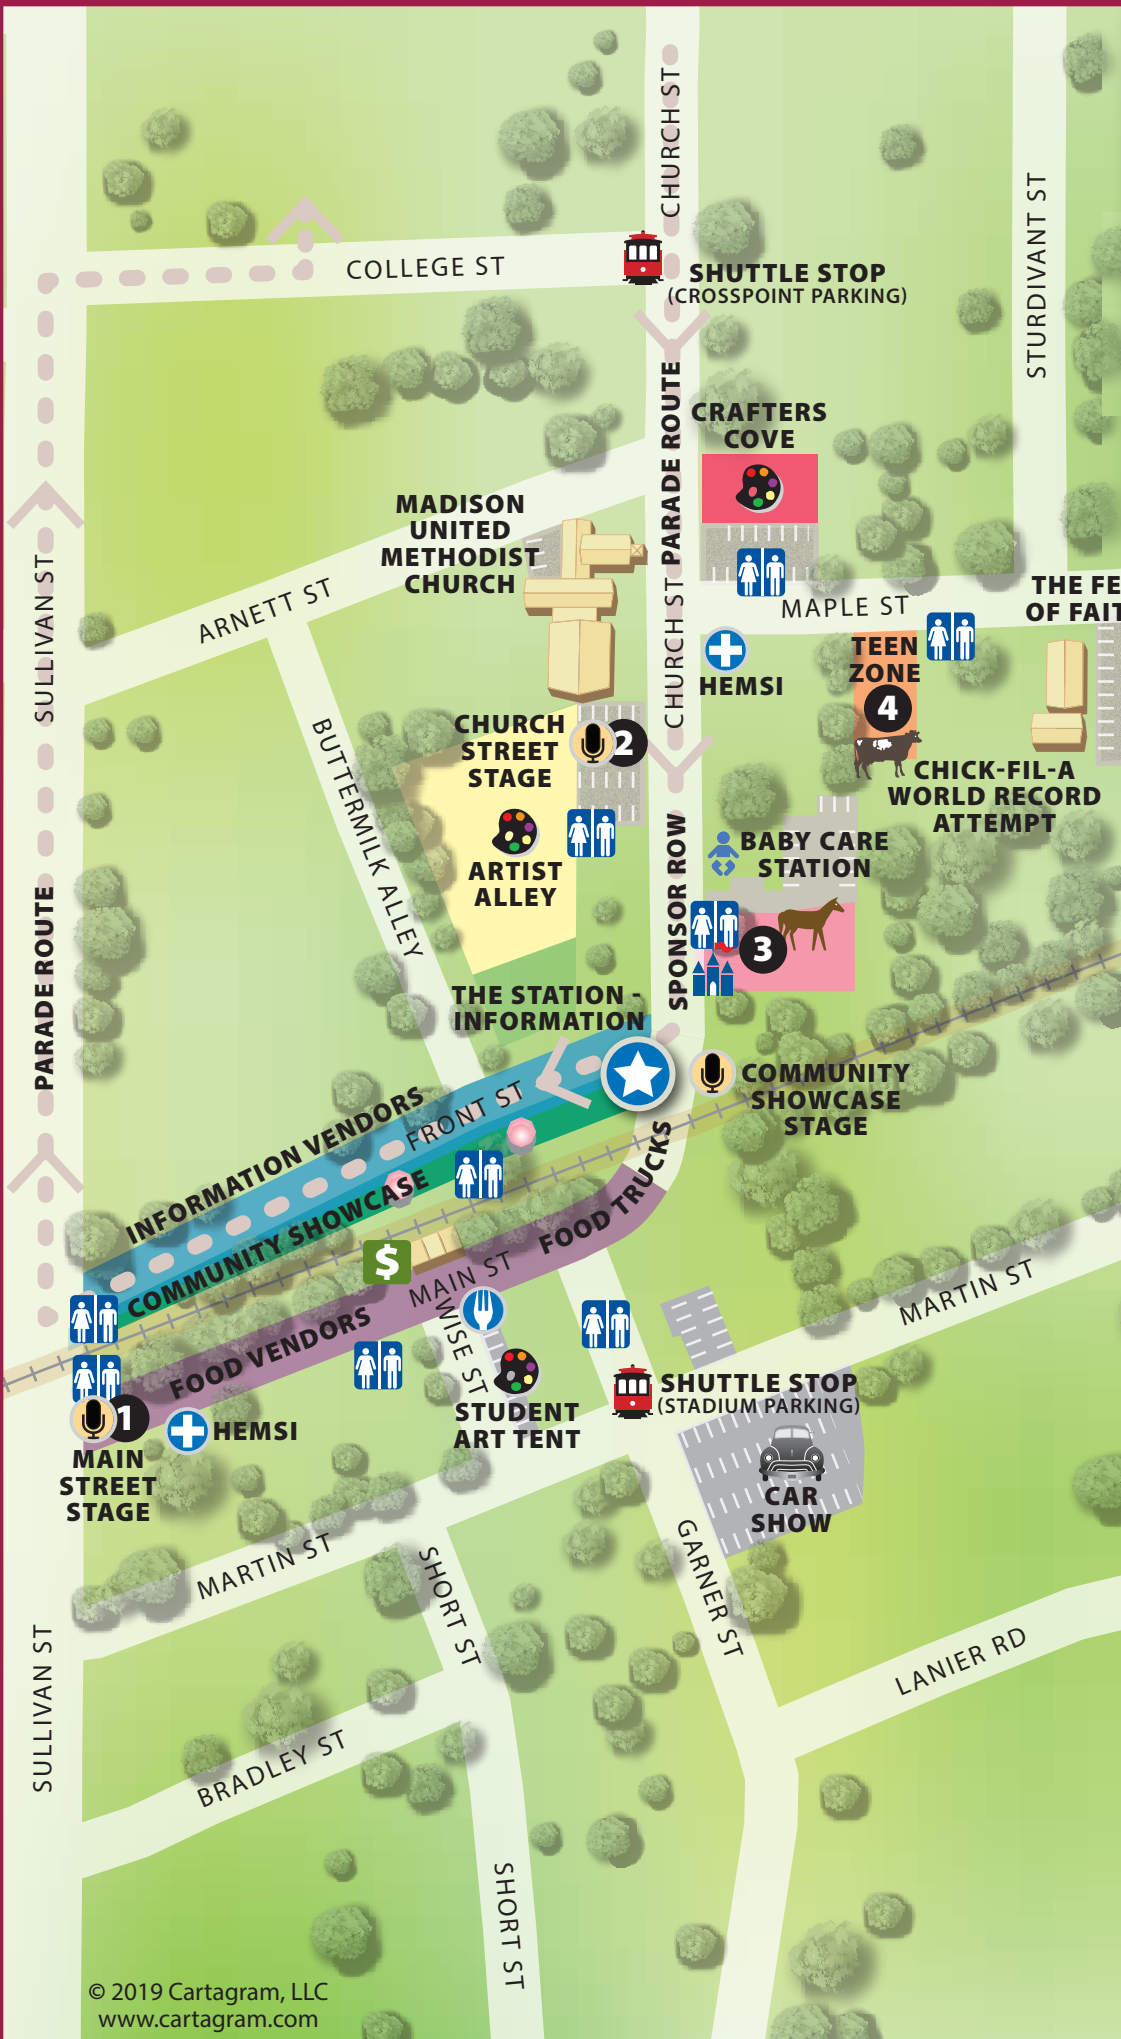 CHURCH ST
STURDIVANT ST
COLLEGE ST
SHUTTLE STOP
(CROSSPOINT PARKING)
PARADE ROUTE
CRAFTERS
COVE
MADISON
UNITED
METHODIST
CHURCH
SULLIVAN ST
ARNETT ST
CHURCH ST
MAPLE ST
THE FE
OF FAIT
TEEN
ZONE
4
HEMSI
BUTTERMILK ALLEY
CHURCH
STREET
STAGE
2
CHICK-FIL-A
WORLD RECORD
ATTEMPT
BABY CARE
STATION
ARTIST
ALLEY
SPONSOR ROW
3
PARADE ROUTE
THE STATION -
INFORMATION
COMMUNITY
SHOWCASE
STAGE
INFORMATION VENDORS
FRONT ST
COMMUNITY SHOWCASE
FOOD TRUCKS
$
MAIN ST
FOOD VENDORS
WISE ST
MARTIN ST
SHUTTLE STOP
(STADIUM PARKING)
STUDENT
ART TENT
1
HEMSI
MAIN
STREET
STAGE
CAR
SHOW
MARTIN ST
SHORT ST
GARNER ST
SULLIVAN ST
LANIER RD
BRADLEY ST
SHORT ST
© 2019 Cartagram, LLC
www.cartagram.com